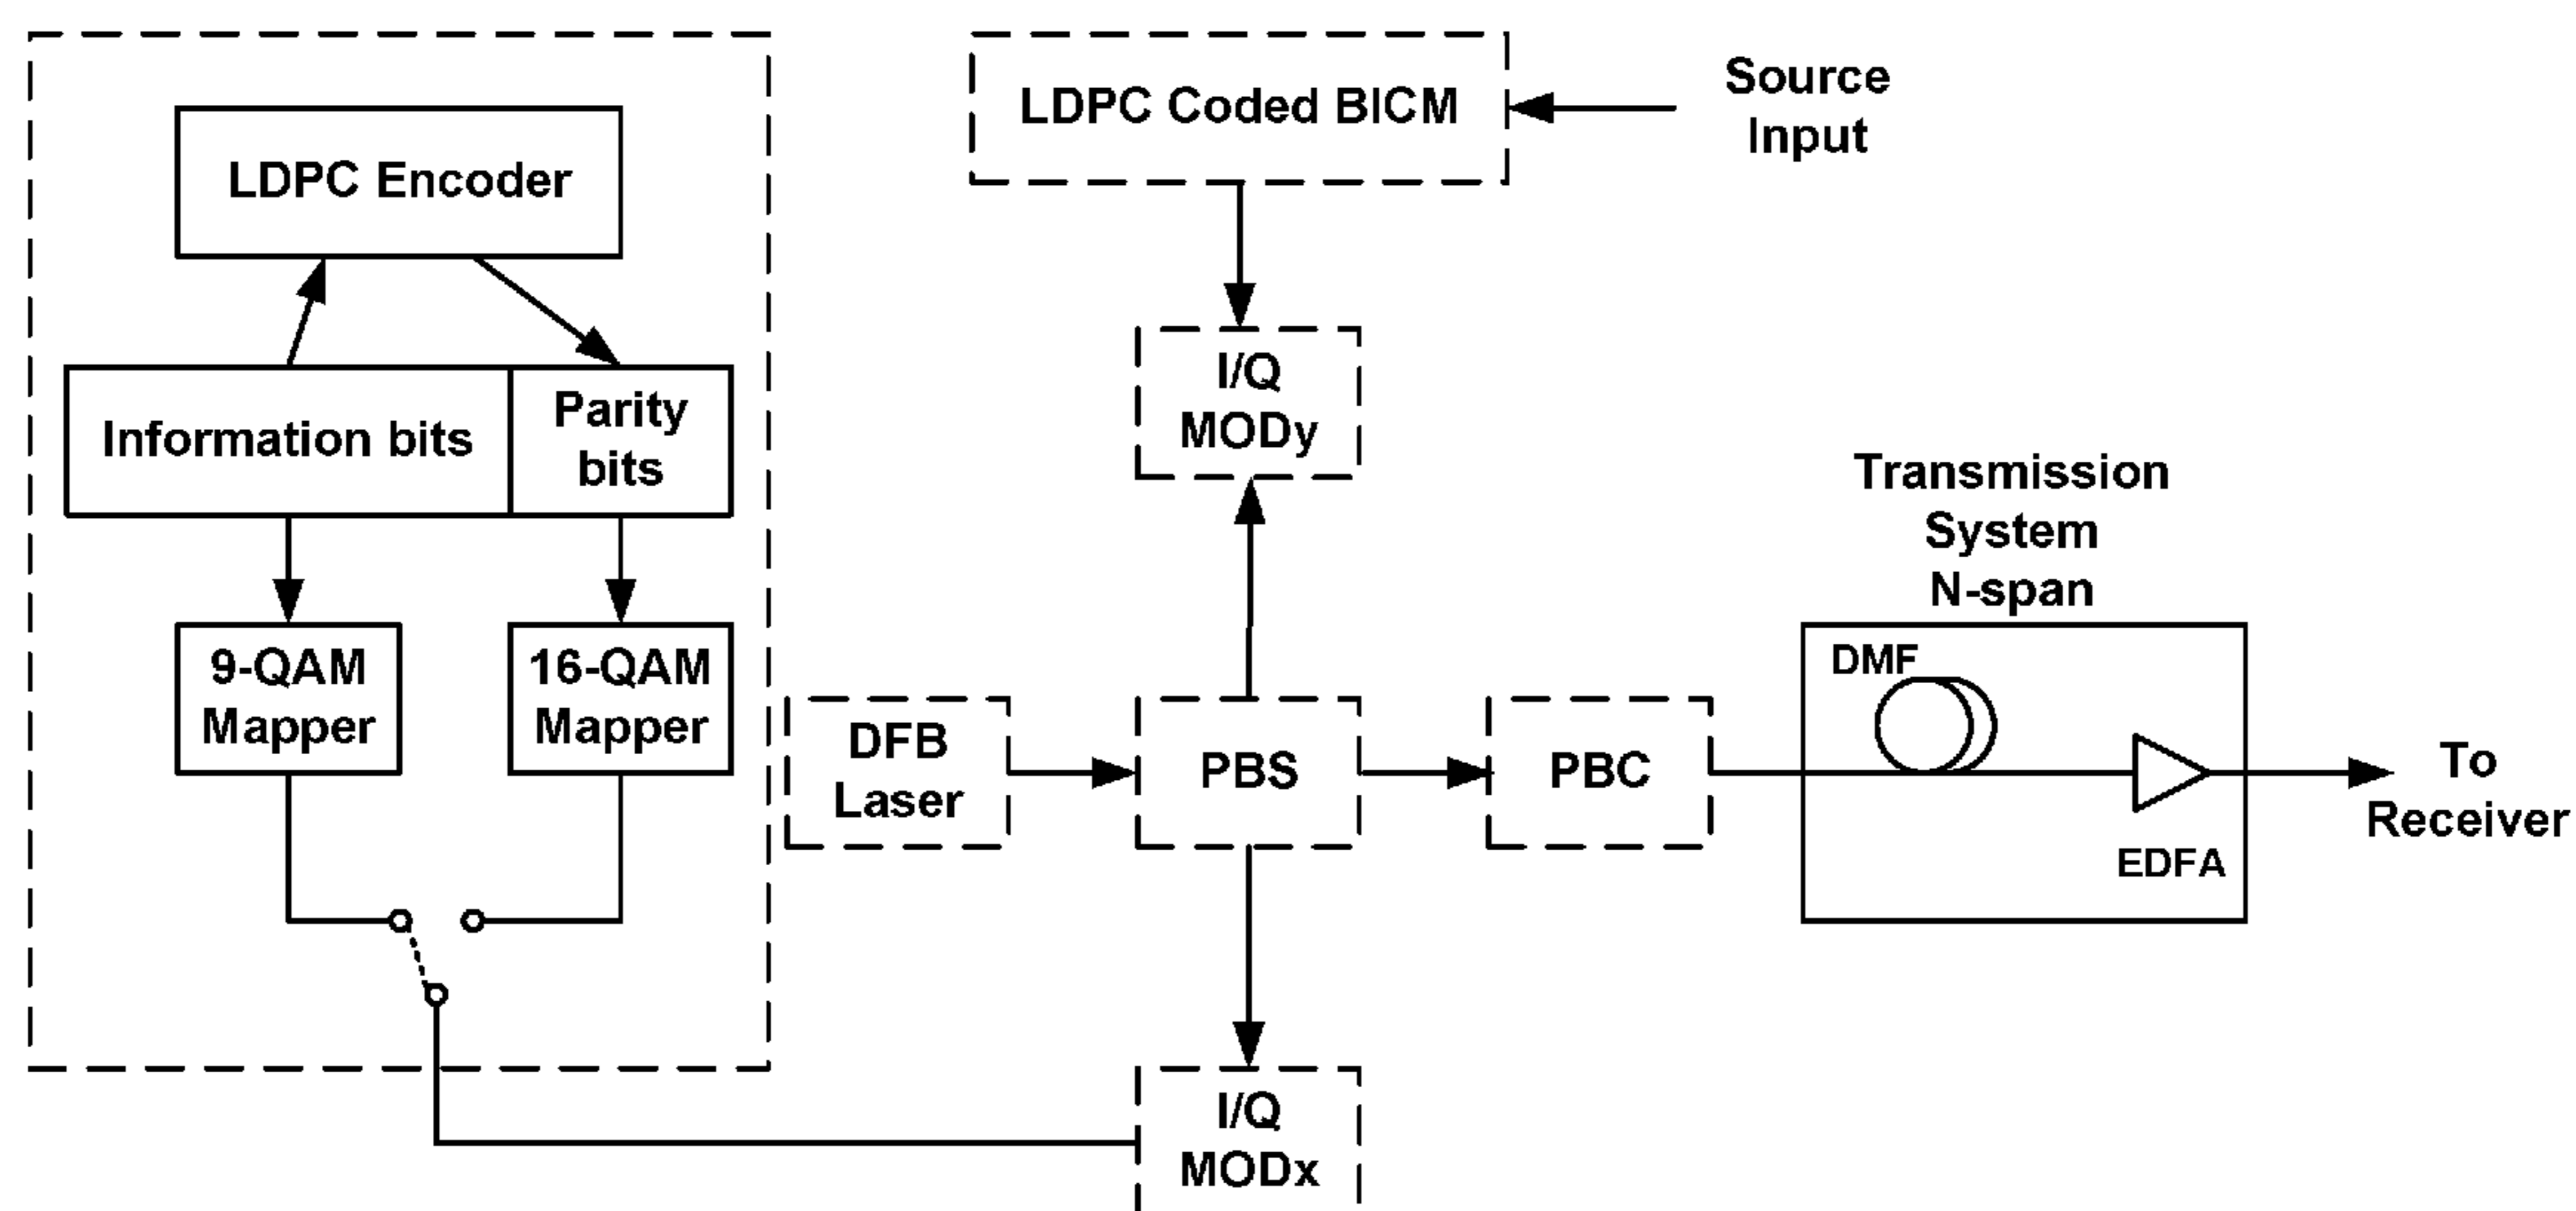 LDPC Encoder
Information bits
Parity
bits
9-QAM
Mapper
16-QAM
Mapper
LDPC Coded BICM
Source
Input
I/Q
MODy
DFB
Laser
PBS
PBC
I/Q
MODx
Transmission
System
N-span
DMF
EDFA
To
Receiver